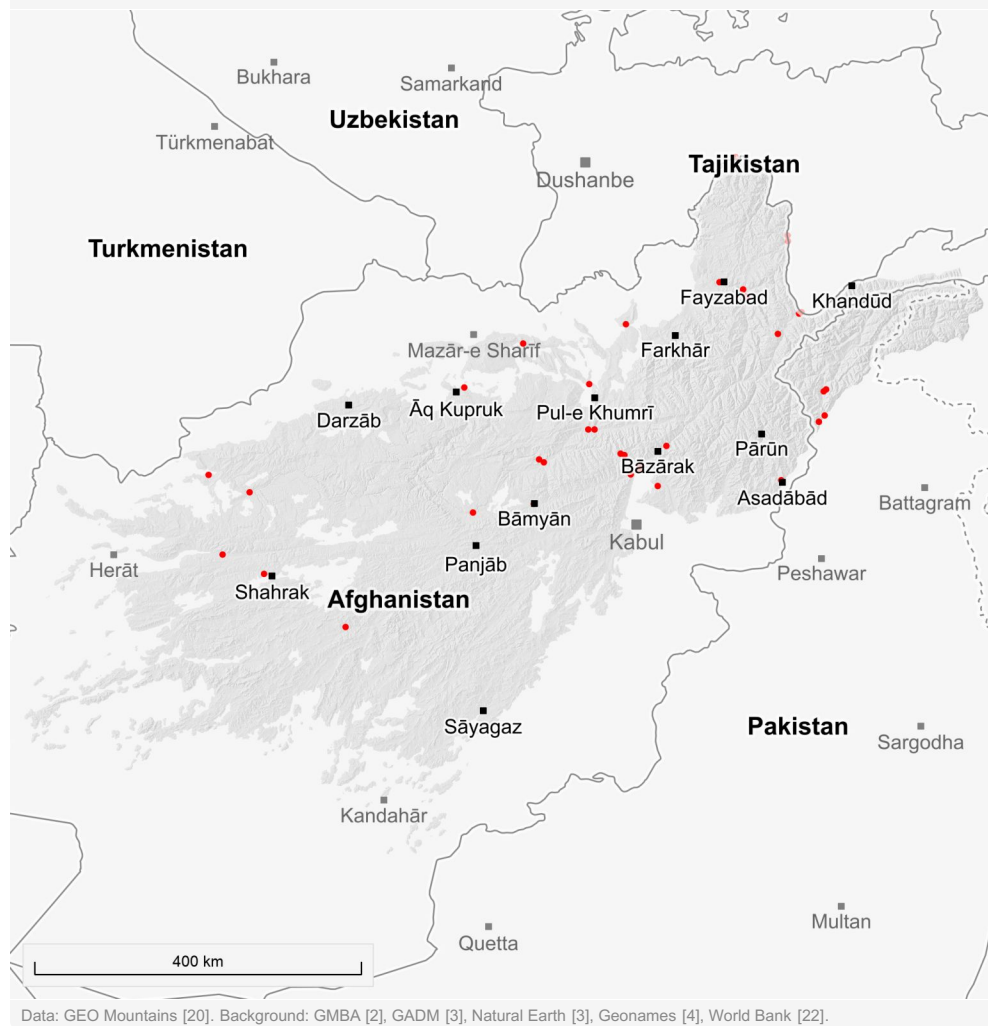 Bukhara
Samarkand
Uzbekistan
Türkmenabat
Dushanbe
Tajikistan
Turkmenistan
Fayzabad
Khandūd
Mazār-e Sharīf
Farkhār
Darzāb
Āq Kupruk
Pul-e Khumrī
Pārūn
Bāzārak
Asadābād
Battagram
Bāmyān
Kabul
Herāt
Panjāb
Peshawar
Shahrak
Afghanistan
Sāyagaz
Pakistan
Sargodha
Kandahār
Multan
Quetta
400 km
Data: GEO Mountains [20]. Background: GMBA [2], GADM [3], Natural Earth [3], Geonames [4], World Bank [22].